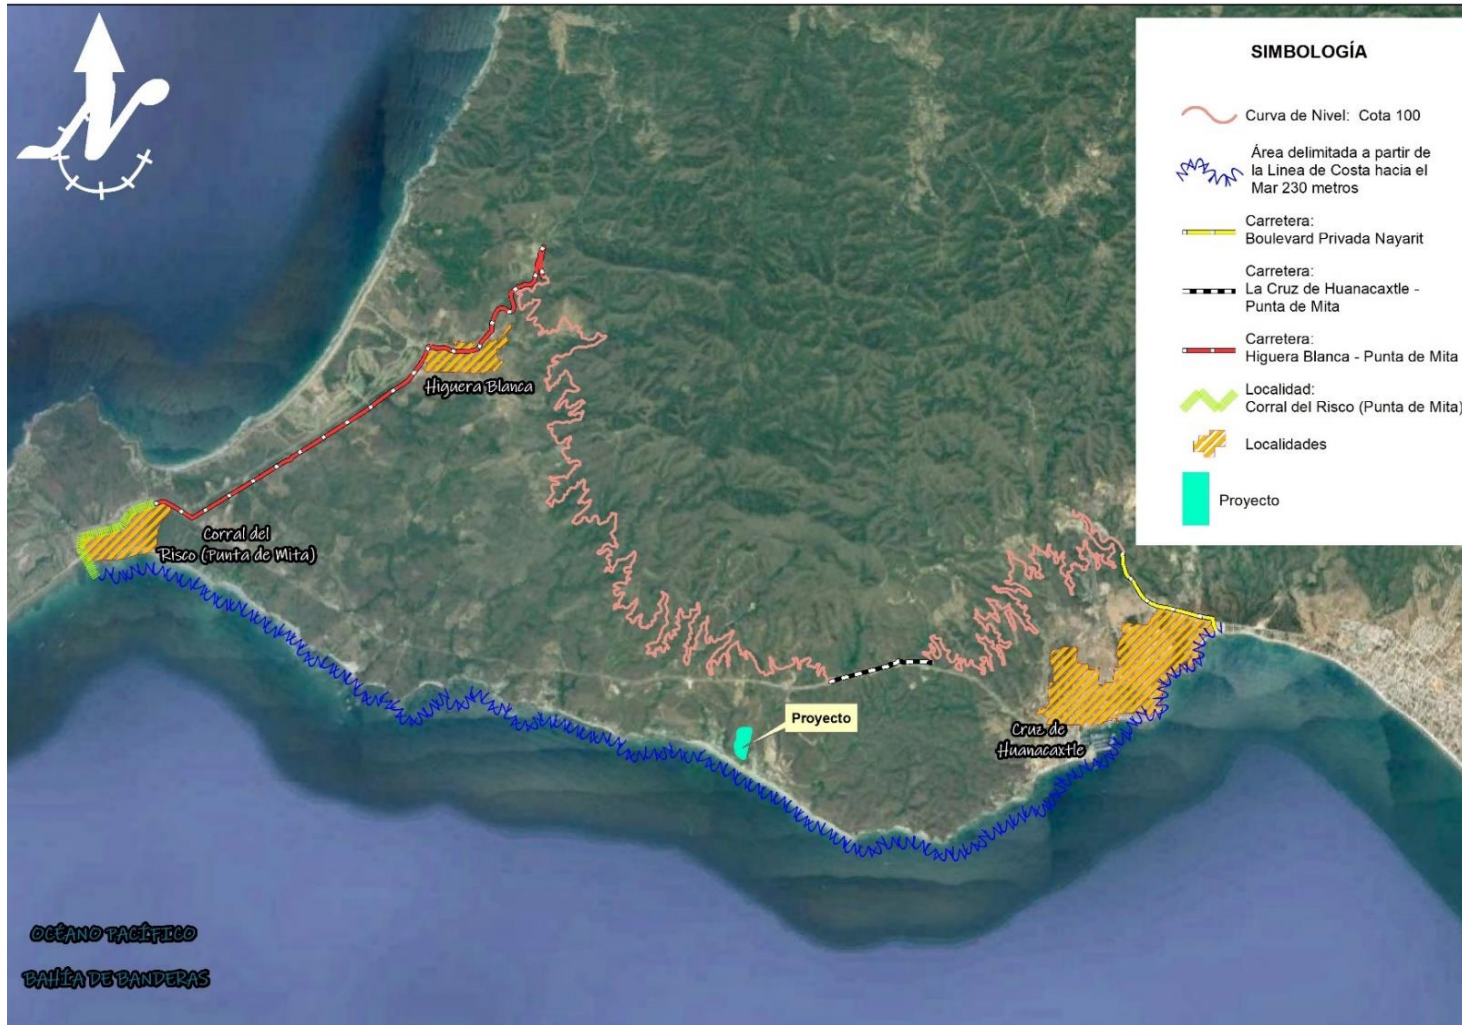 N
SIMBOLOGÍA
Curva de Nivel: Cota 100
Área delimitada a partir de
la Linea de Costa hacia el
Mar 230 metros
Carretera:
Boulevard Privada Nayarit
Carretera:
La Cruz de Huanacaxtle -
Punta de Mita
Carretera:
Higuera Blanca - Punta de Mita
Localidad:
Corral del Risco (Punta de Mita)
Localidades
Proyecto
Higuera Blanca
Corral del
Risco (Punta de Mita)
Proyecto
Cruz de
Huanacaxtle
OCÉANO PACÍFICO
BAHÍA DE BANDERAS